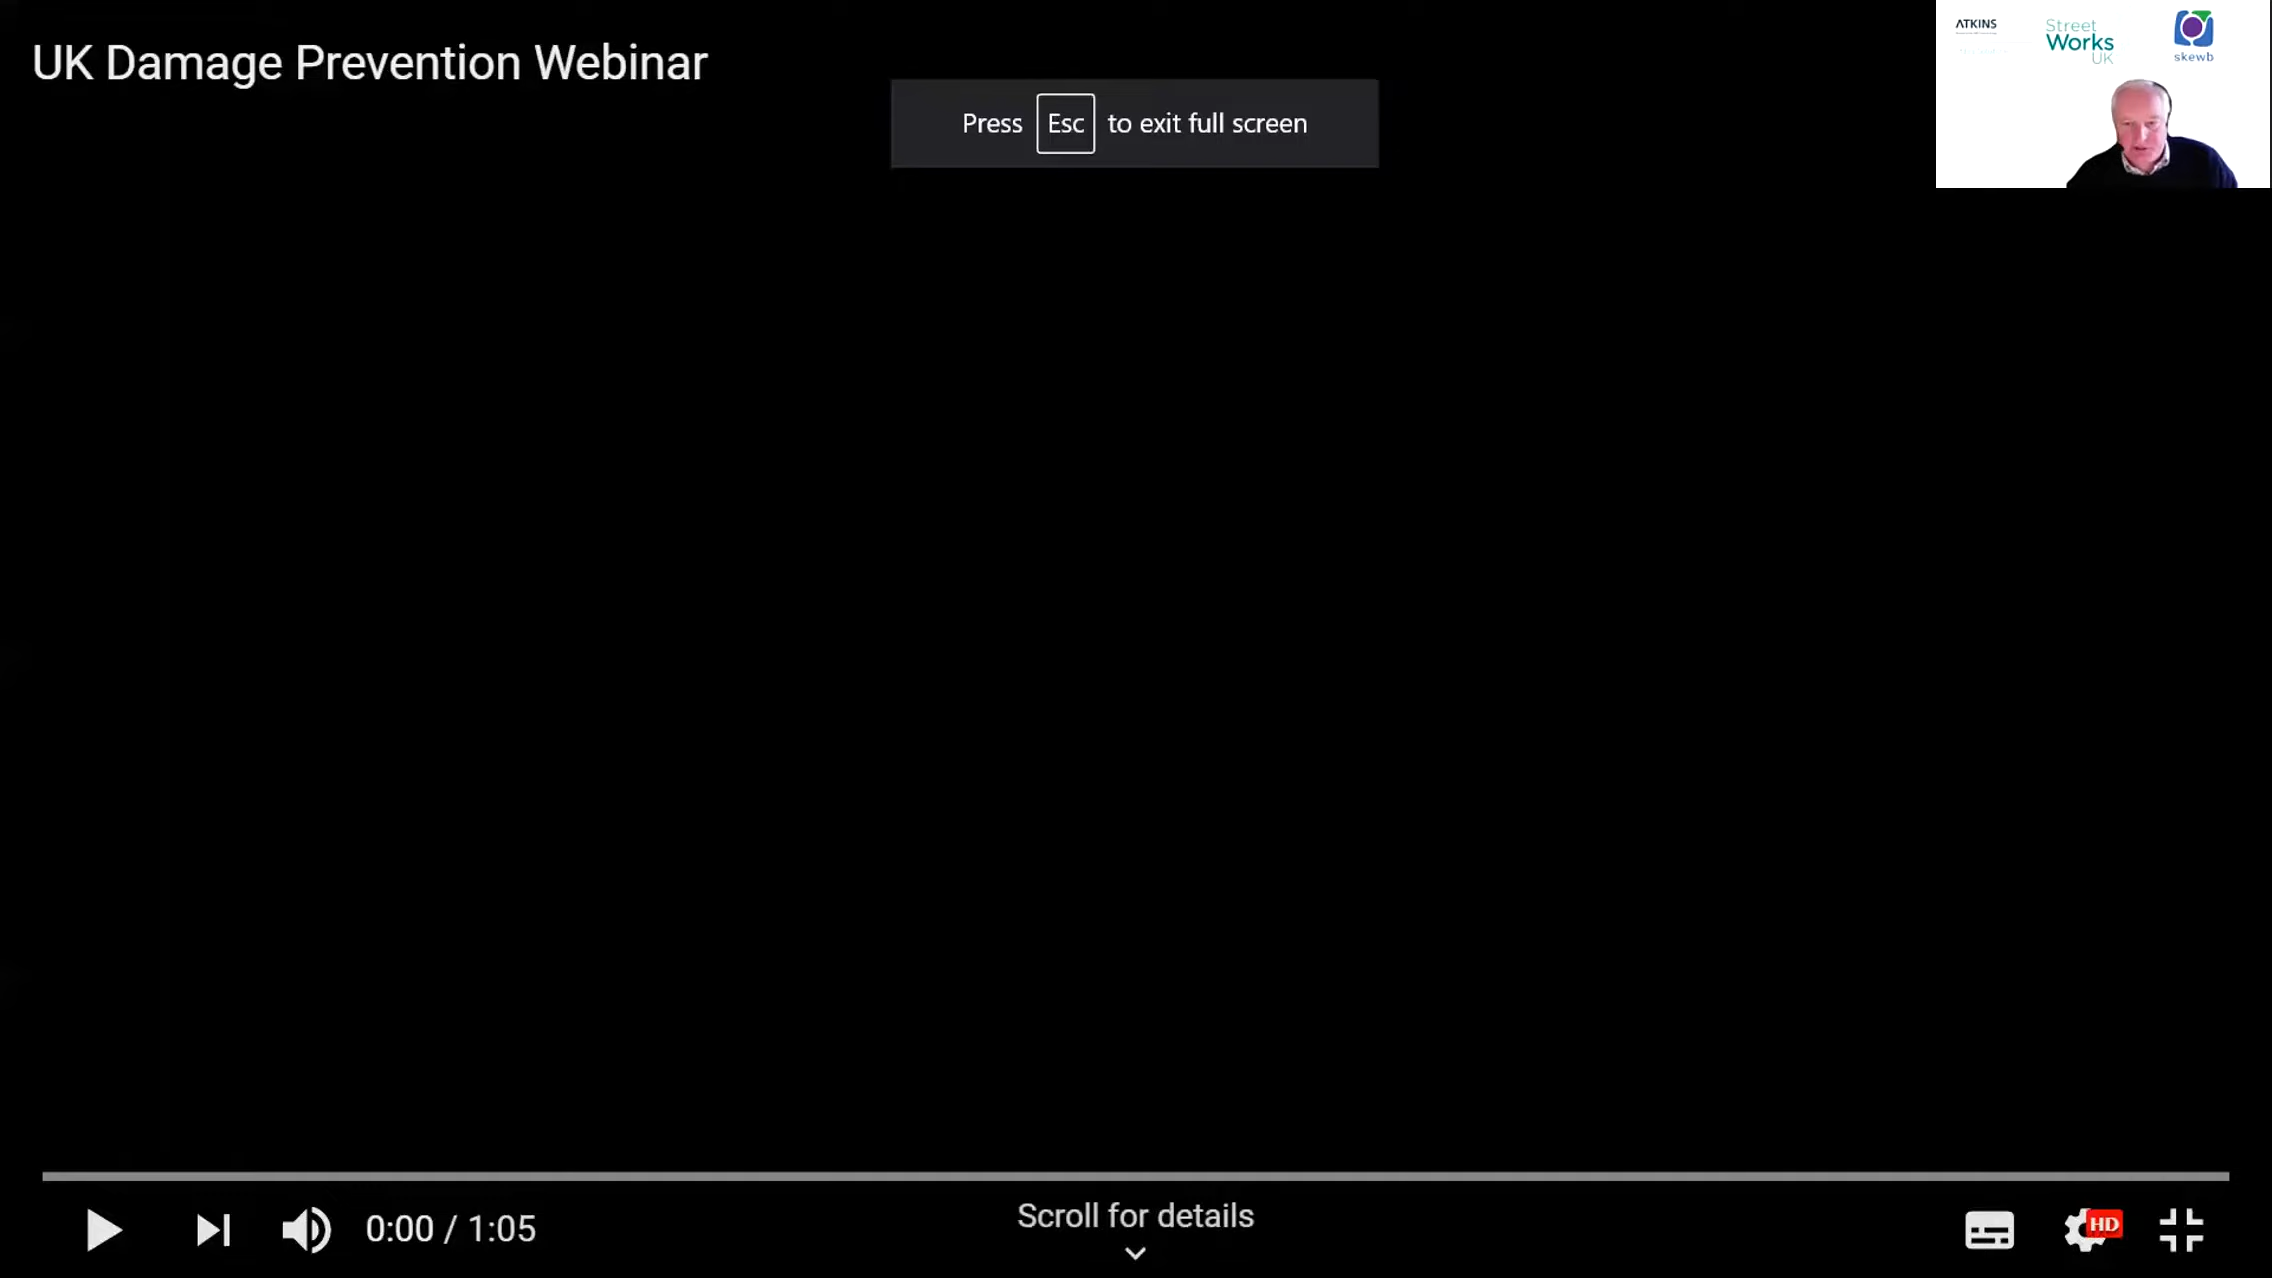 UK Damage Prevention Webinar
ATKINS
Street
Works
UK
skewb
Press Esc to exit full screen
0:00 / 1:05
Scroll for details
HD